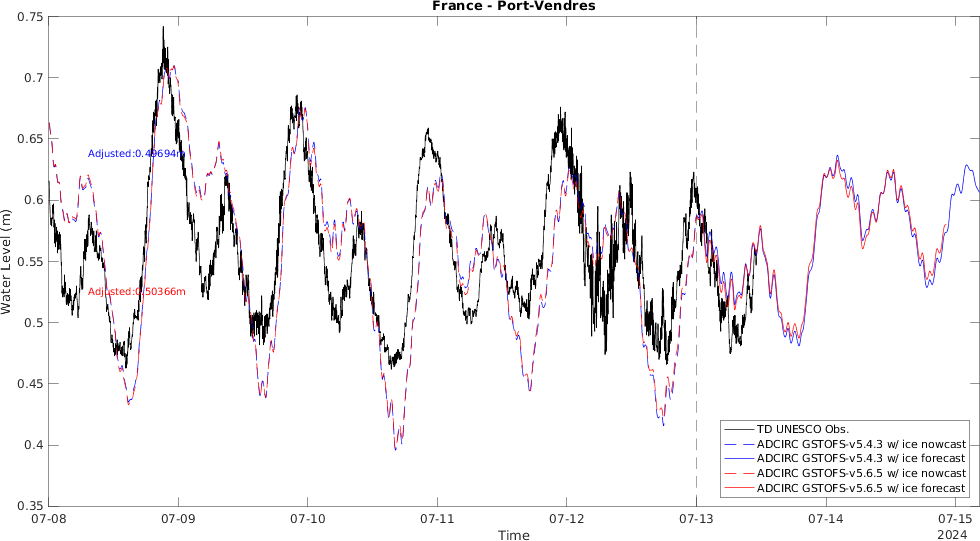 France - Port-Vendres
0.75
0.7
0.65
0.6
0.55
0.5
0.45
0.4
0.35
Water Level (m)
Adjusted:0.49694m
Adjusted:0.50366m
TD UNESCO Obs.
ADCIRC GSTOFS-v5.4.3 w/ ice nowcast
ADCIRC GSTOFS-v5.4.3 w/ ice forecast
ADCIRC GSTOFS-v5.6.5 w/ ice nowcast
ADCIRC GSTOFS-v5.6.5 w/ ice forecast
07-08 07-09 07-10 07-11 07-12 07-13 07-14 07-15
Time
2024